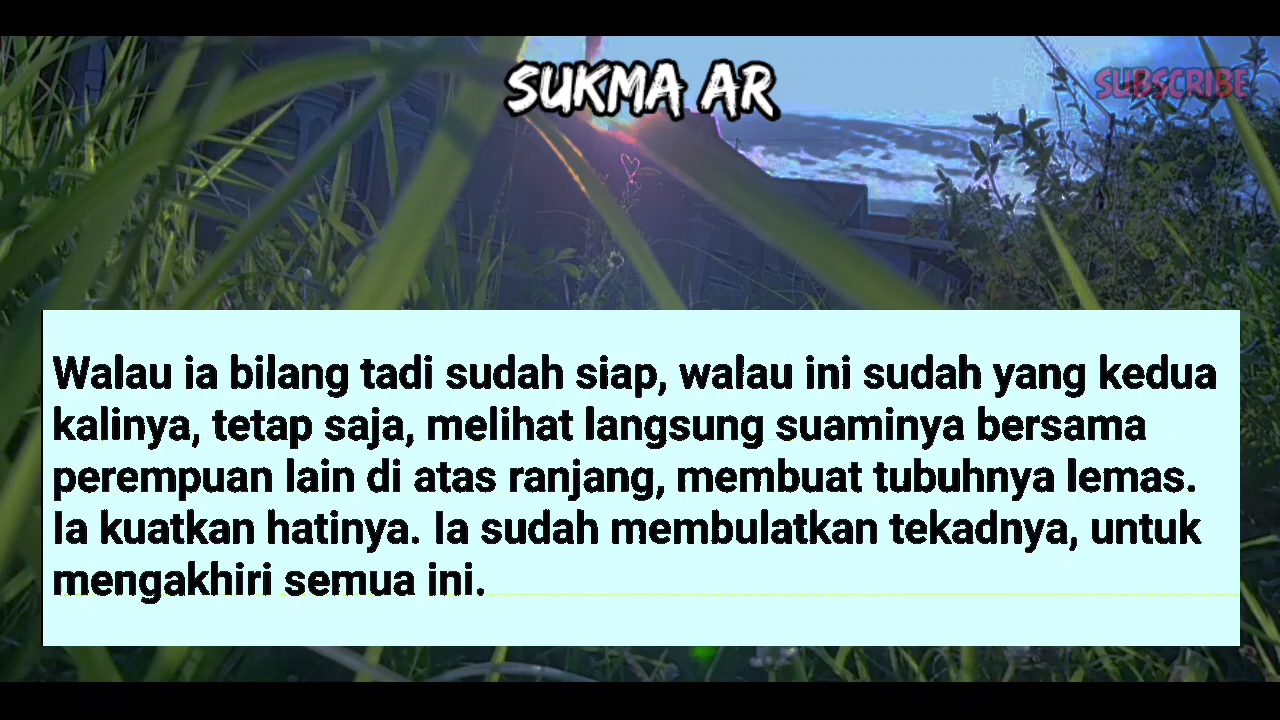 SUKMA AR
SUBSCRIBE
Walau ia bilang tadi sudah siap, walau ini sudah yang kedua
kalinya, tetap saja, melihat langsung suaminya bersama
perempuan lain di atas ranjang, membuat tubuhnya lemas.
Ia kuatkan hatinya. Ia sudah membulatkan tekadnya, untuk
mengakhiri semua ini.